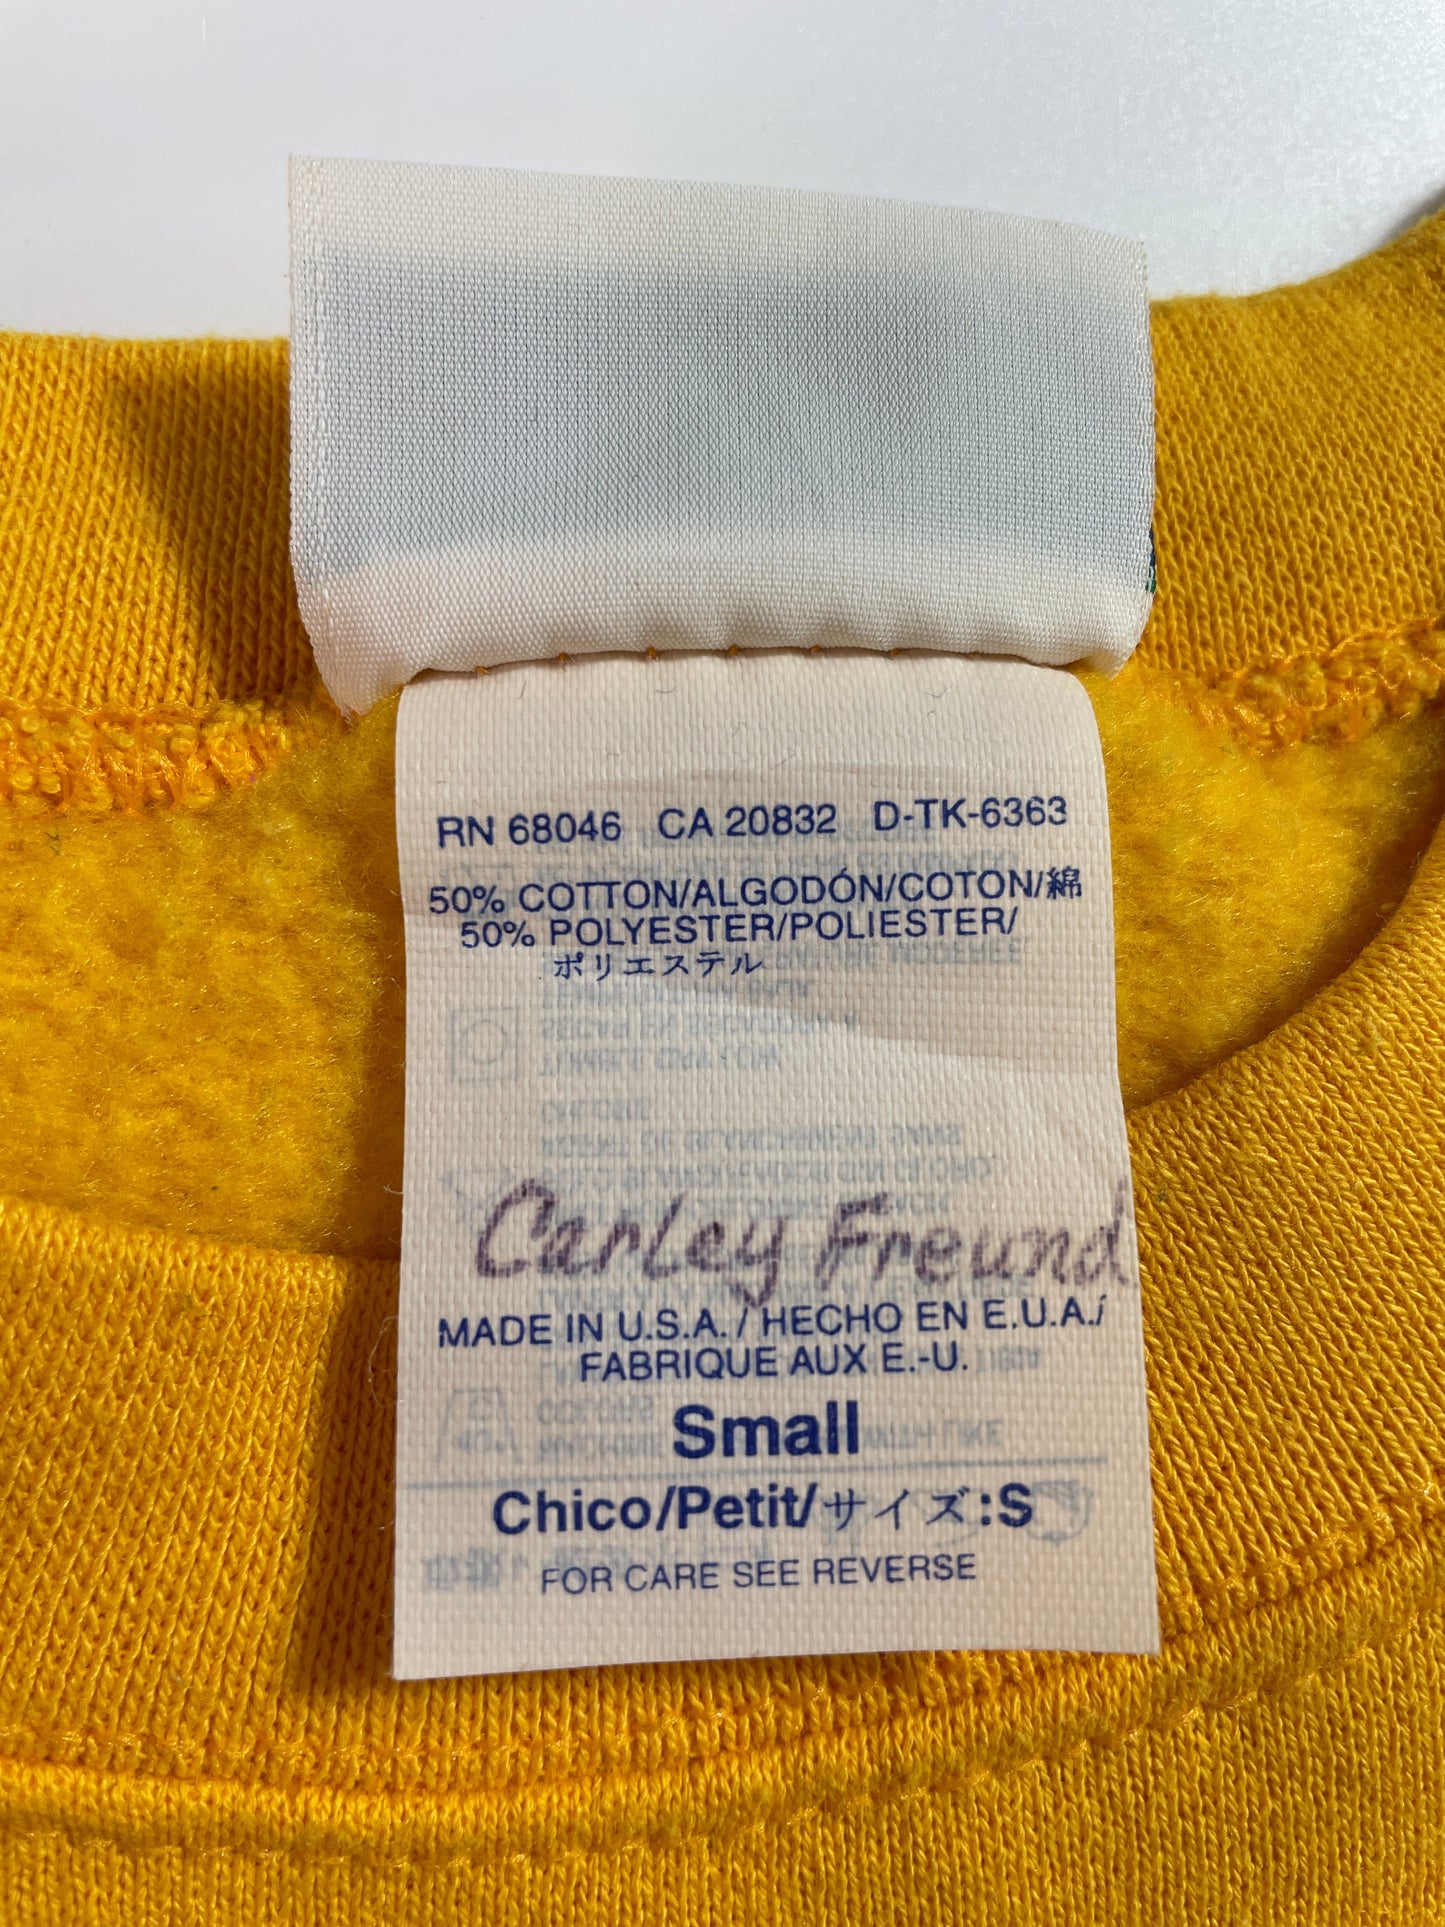 RN 68046 CA 20832 D-TK-6363
50% COTTON/ALGODÓN/COTON/綿
50% POLYESTER/POLIESTER/
ポリエステル
Carley Freund
MADE IN U.S.A. / HECHO EN E.U.A./
FABRIQUE AUX E.-U.
Small
Chico/Petit/サイズ:S
FOR CARE SEE REVERSE